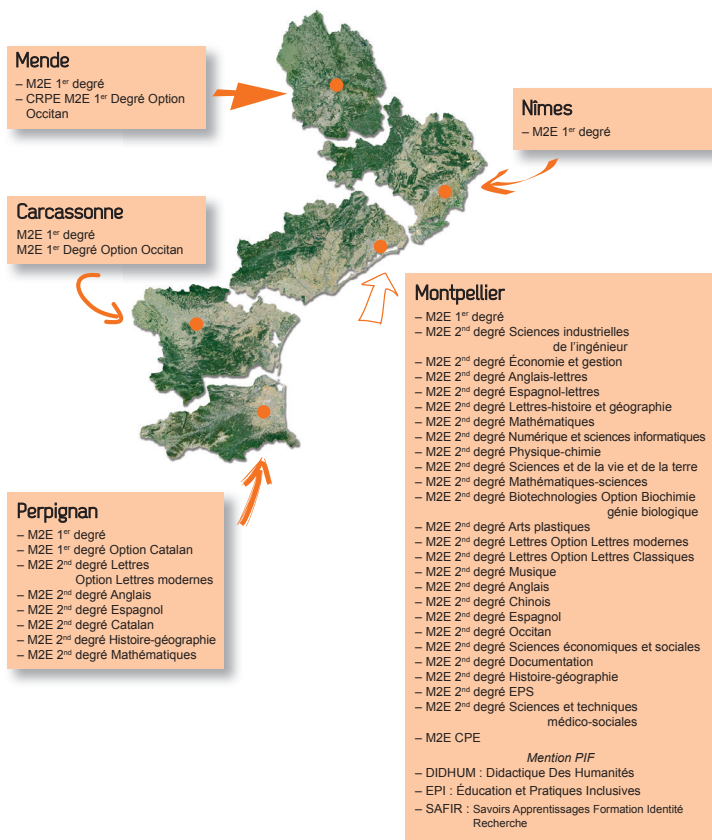 Mende
– M2E 1er degré
– CRPE M2E 1er Degré Option
Occitan
Nîmes
– M2E 1er degré
Carcassonne
M2E 1er degré
M2E 1er Degré Option Occitan
Montpellier
– M2E 1er degré
– M2E 2nd degré Sciences industrielles
de l’ingénieur
– M2E 2nd degré Économie et gestion
– M2E 2nd degré Anglais-lettres
– M2E 2nd degré Espagnol-lettres
– M2E 2nd degré Lettres-histoire et géographie
– M2E 2nd degré Mathématiques
– M2E 2nd degré Numérique et sciences informatiques
– M2E 2nd degré Physique-chimie
– M2E 2nd degré Sciences et de la vie et de la terre
– M2E 2nd degré Mathématiques-sciences
– M2E 2nd degré Biotechnologies Option Biochimie
génie biologique
– M2E 2nd degré Arts plastiques
– M2E 2nd degré Lettres Option Lettres modernes
– M2E 2nd degré Lettres Option Lettres Classiques
– M2E 2nd degré Musique
– M2E 2nd degré Anglais
– M2E 2nd degré Chinois
– M2E 2nd degré Espagnol
– M2E 2nd degré Occitan
– M2E 2nd degré Sciences économiques et sociales
– M2E 2nd degré Documentation
– M2E 2nd degré Histoire-géographie
– M2E 2nd degré EPS
– M2E 2nd degré Sciences et techniques
médico-sociales
– M2E CPE
Mention PIF
– DIDHUM : Didactique Des Humanités
– EPI : Éducation et Pratiques Inclusives
– SAFIR : Savoirs Apprentissages Formation Identité
Recherche
Perpignan
– M2E 1er degré
– M2E 1er degré Option Catalan
– M2E 2nd degré Lettres
Option Lettres modernes
– M2E 2nd degré Anglais
– M2E 2nd degré Espagnol
– M2E 2nd degré Catalan
– M2E 2nd degré Histoire-géographie
– M2E 2nd degré Mathématiques